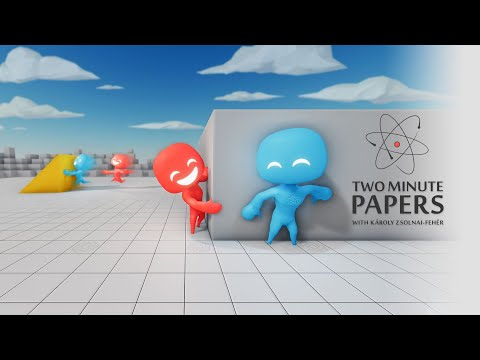 TWO MINUTE
PAPERS
WITH KÁROLY ZSOLNAI-FEHÉR